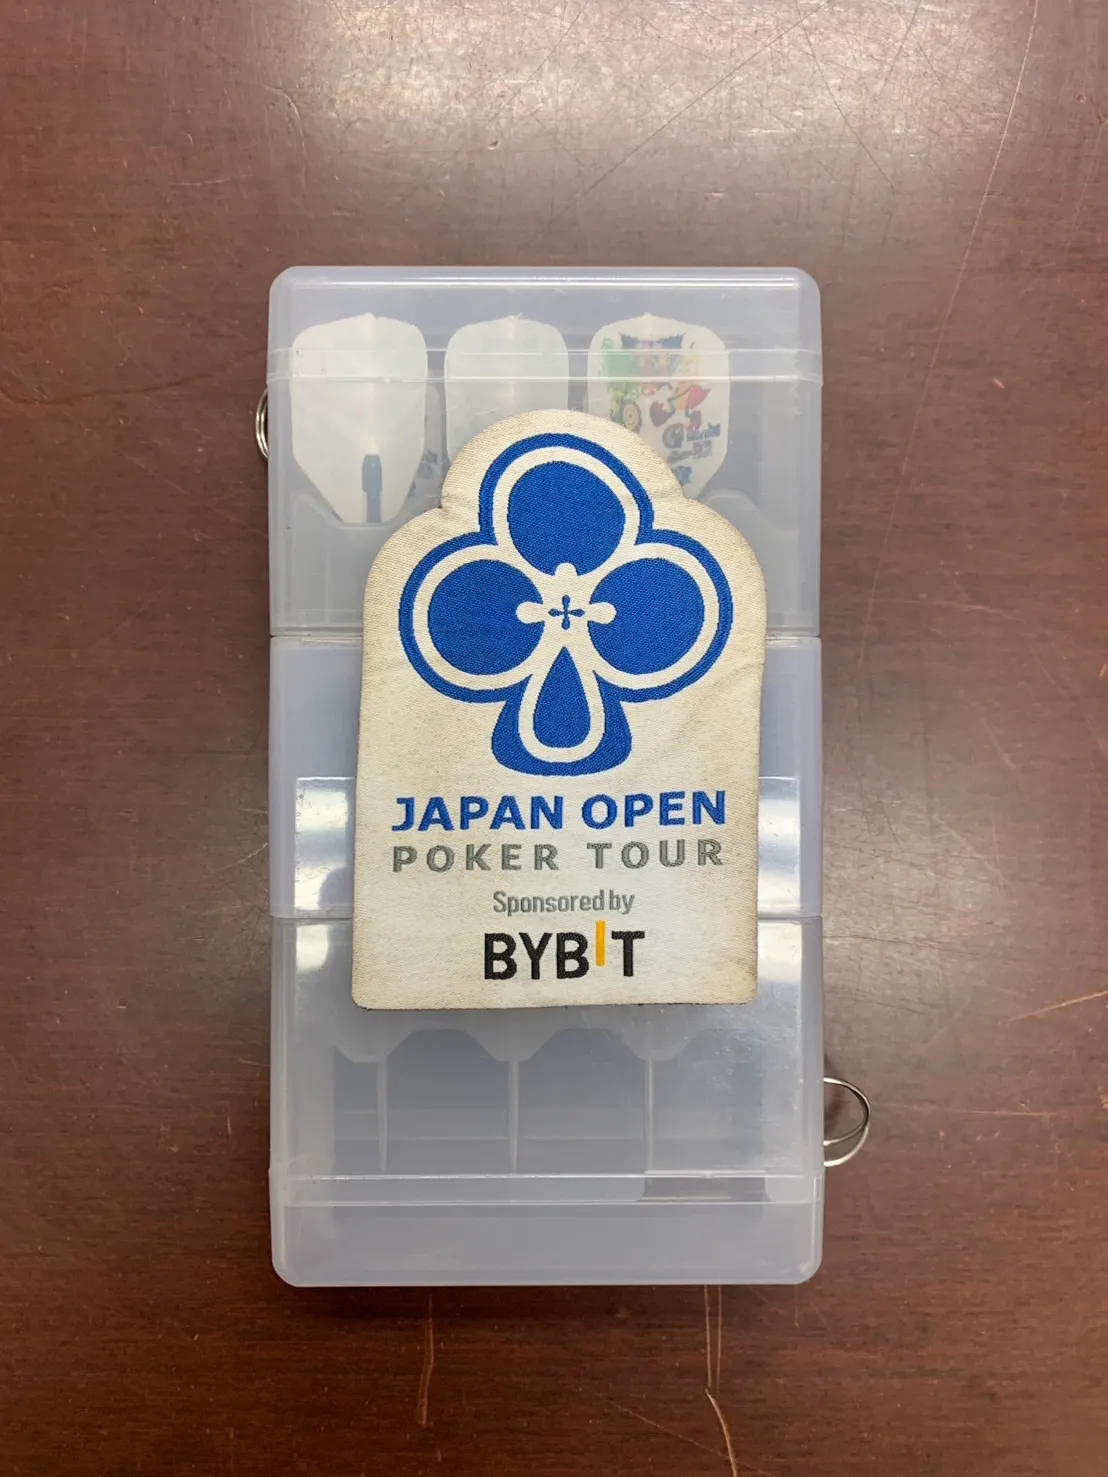 JAPAN OPEN
POKER TOUR
Sponsored by
BYBIT